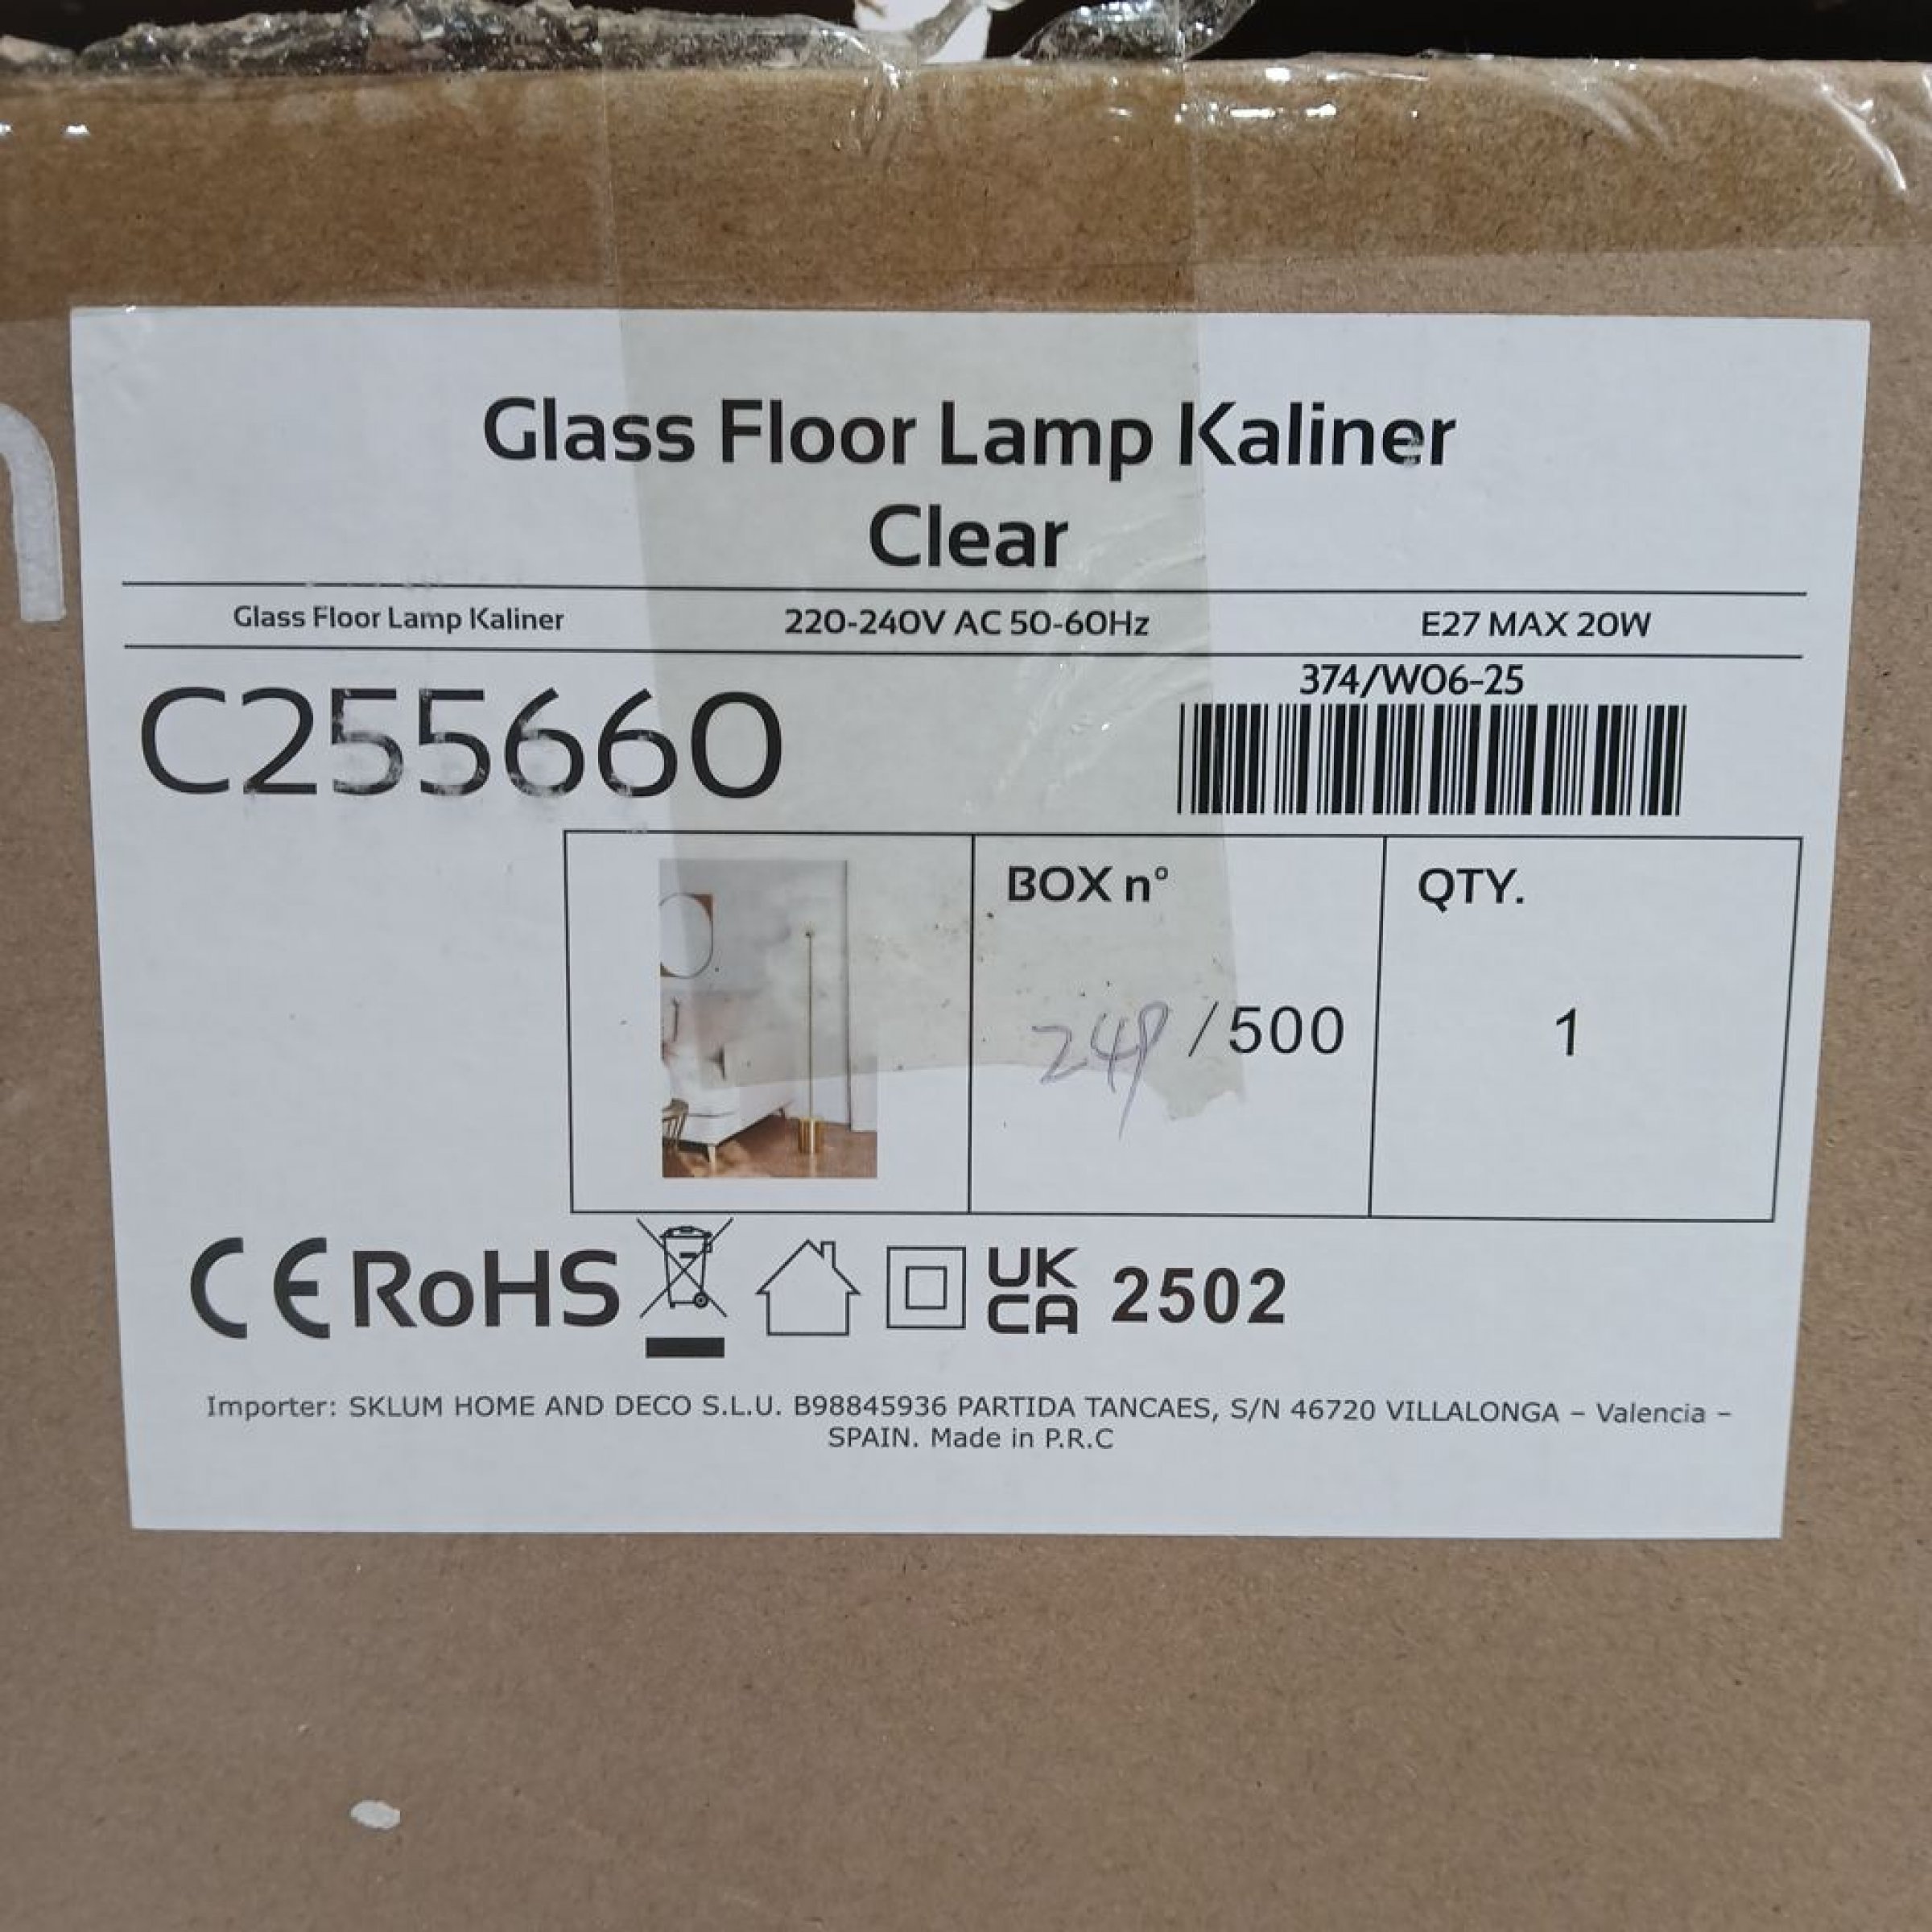 Glass Floor Lamp Kaliner
Clear
Glass Floor Lamp Kaliner 220-240V AC 50-60Hz E27 MAX 20W
374/W06-25
C255660
BOX n° QTY.
249/500 1
CE RoHS UK CA 2502
Importer: SKLUM HOME AND DECO S.L.U. B98845936 PARTIDA TANCAES, S/N 46720 VILLALONGA – Valencia –
SPAIN. Made in P.R.C